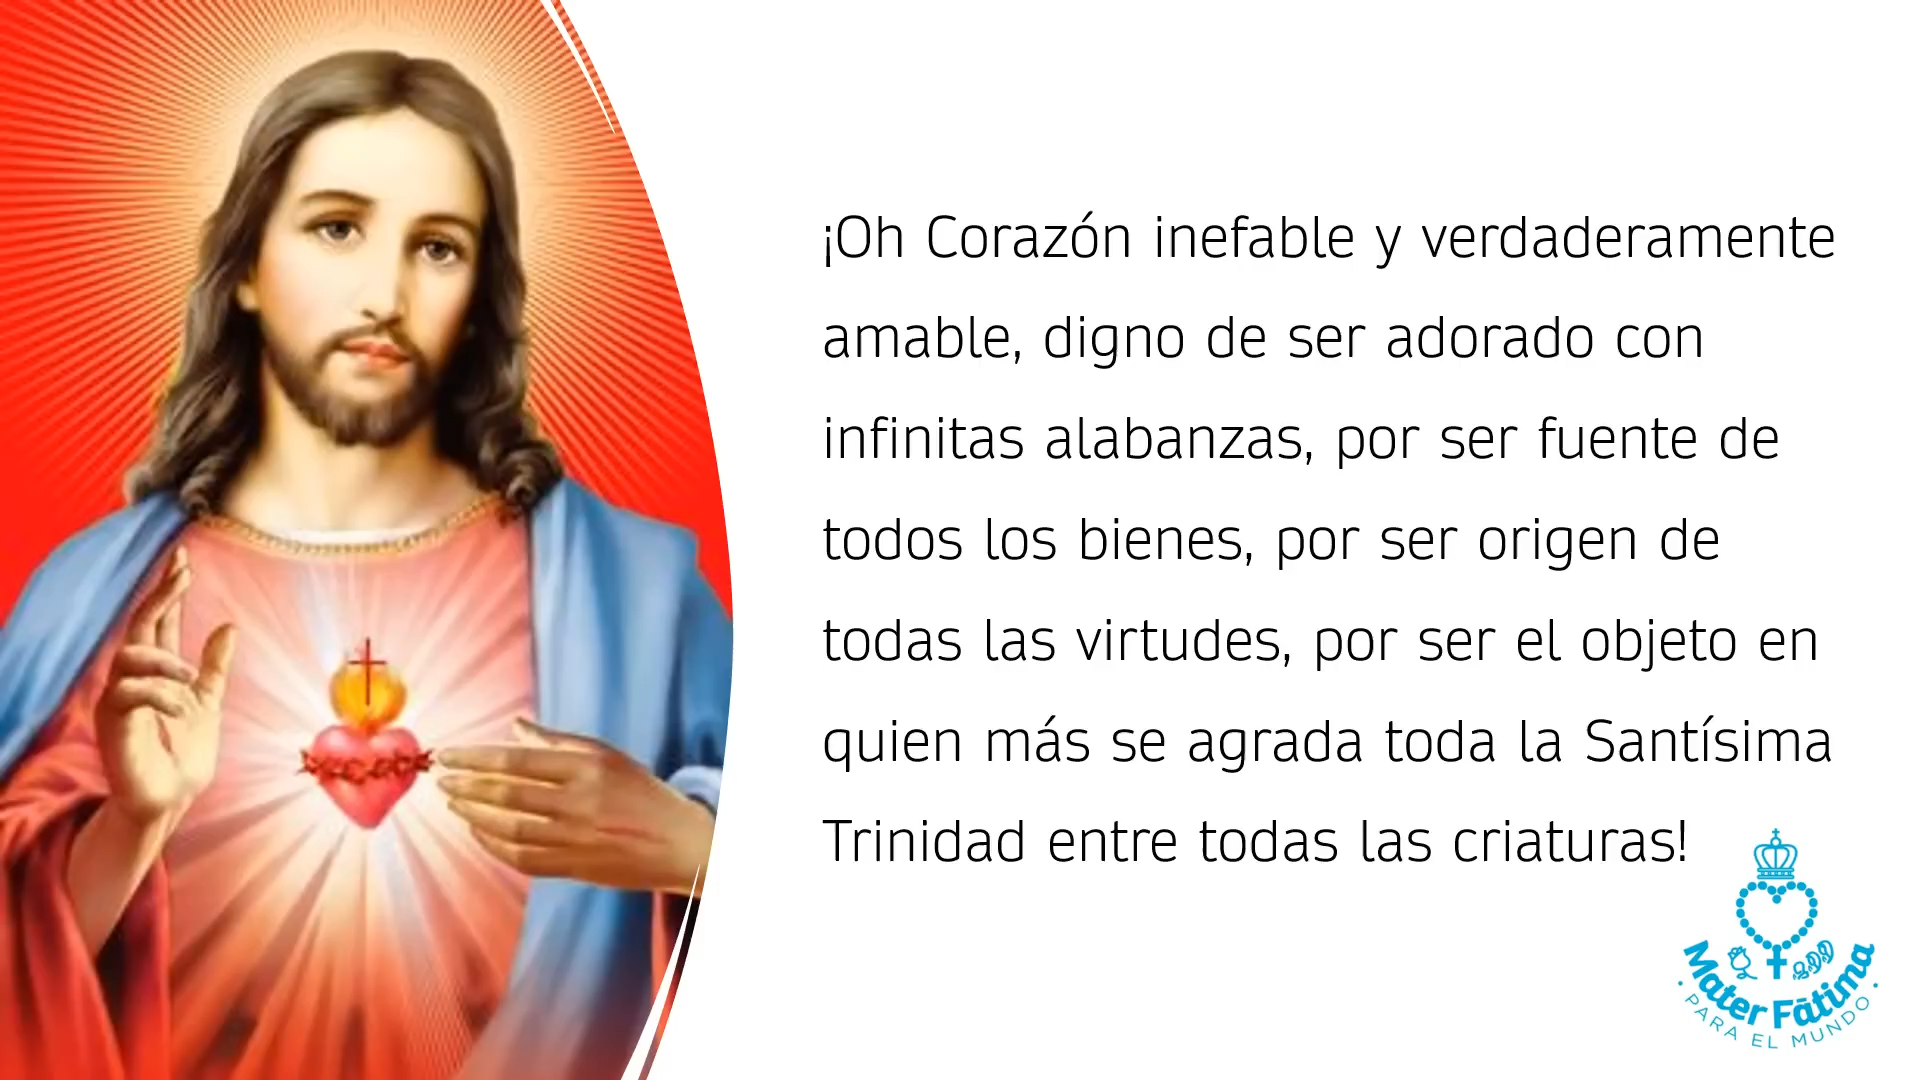 ¡Oh Corazón inefable y verdaderamente
amable, digno de ser adorado con
infinitas alabanzas, por ser fuente de
todos los bienes, por ser origen de
todas las virtudes, por ser el objeto en
quien más se agrada toda la Santísima
Trinidad entre todas las criaturas!
Mater Fátima
· PARA EL MUNDO ·